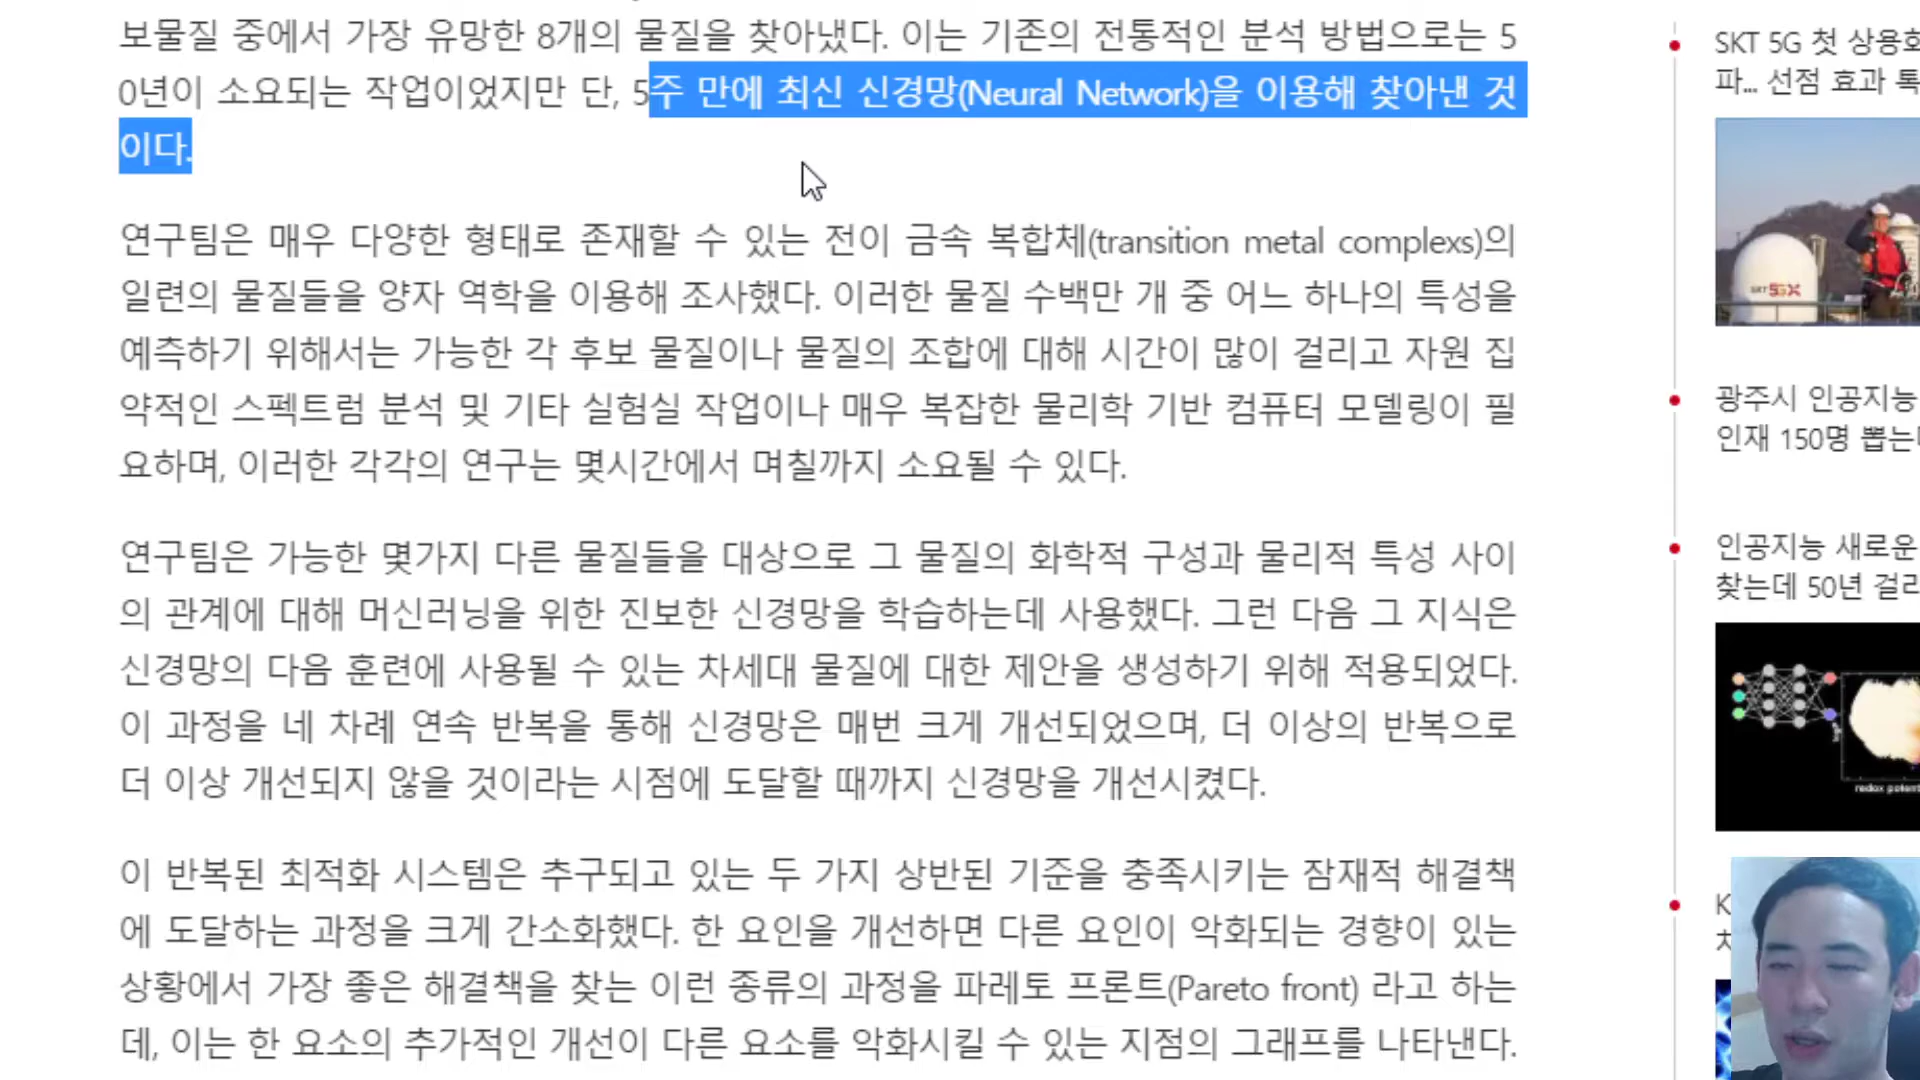 보물질 중에서 가장 유망한 8개의 물질을 찾아냈다. 이는 기존의 전통적인 분석 방법으로는 5
0년이 소요되는 작업이었지만 단, 5주 만에 최신 신경망(Neural Network)을 이용해 찾아낸 것
이다.
연구팀은 매우 다양한 형태로 존재할 수 있는 전이 금속 복합체(transition metal complexs)의
일련의 물질들을 양자 역학을 이용해 조사했다. 이러한 물질 수백만 개 중 어느 하나의 특성을
예측하기 위해서는 가능한 각 후보 물질이나 물질의 조합에 대해 시간이 많이 걸리고 자원 집
약적인 스펙트럼 분석 및 기타 실험실 작업이나 매우 복잡한 물리학 기반 컴퓨터 모델링이 필
요하며, 이러한 각각의 연구는 몇시간에서 며칠까지 소요될 수 있다.
연구팀은 가능한 몇가지 다른 물질들을 대상으로 그 물질의 화학적 구성과 물리적 특성 사이
의 관계에 대해 머신러닝을 위한 진보한 신경망을 학습하는데 사용했다. 그런 다음 그 지식은
신경망의 다음 훈련에 사용될 수 있는 차세대 물질에 대한 제안을 생성하기 위해 적용되었다.
이 과정을 네 차례 연속 반복을 통해 신경망은 매번 크게 개선되었으며, 더 이상의 반복으로
더 이상 개선되지 않을 것이라는 시점에 도달할 때까지 신경망을 개선시켰다.
이 반복된 최적화 시스템은 추구되고 있는 두 가지 상반된 기준을 충족시키는 잠재적 해결책
에 도달하는 과정을 크게 간소화했다. 한 요인을 개선하면 다른 요인이 악화되는 경향이 있는
상황에서 가장 좋은 해결책을 찾는 이런 종류의 과정을 파레토 프론트(Pareto front) 라고 하는
데, 이는 한 요소의 추가적인 개선이 다른 요소를 악화시킬 수 있는 지점의 그래프를 나타낸다.
SKT 5G 첫 상용화
파... 선점 효과 톡
SKT 5GX
광주시 인공지능
인재 150명 뽑는
인공지능 새로운
찾는데 50년 걸리
redox potent
K